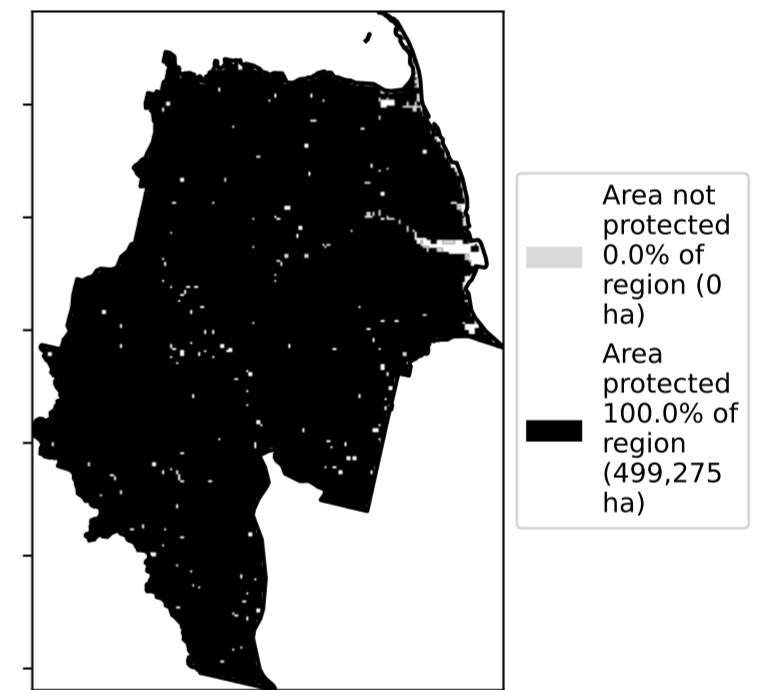 Area not
protected
0.0% of
region (0
ha)
Area
protected
100.0% of
region
(499,275
ha)